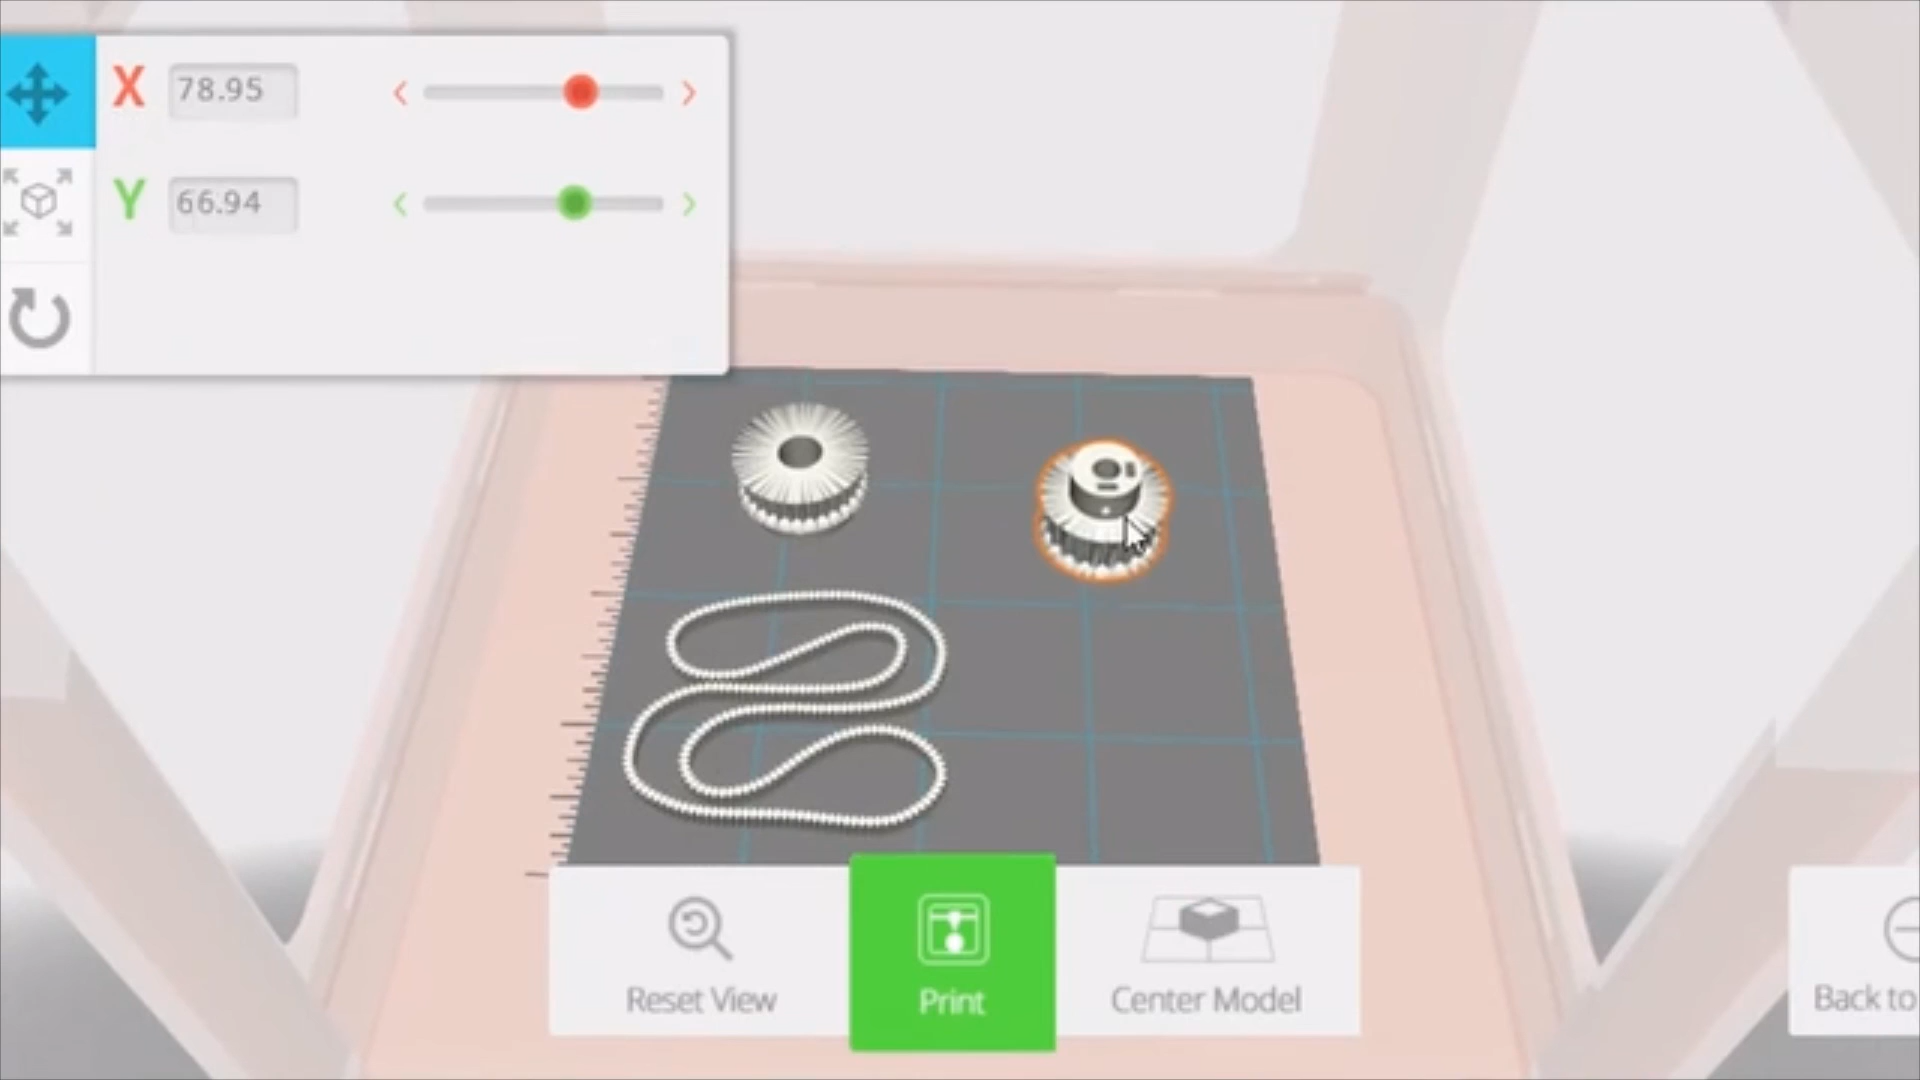 X 78.95
Y 66.94
Reset View
Print
Center Model
Back to